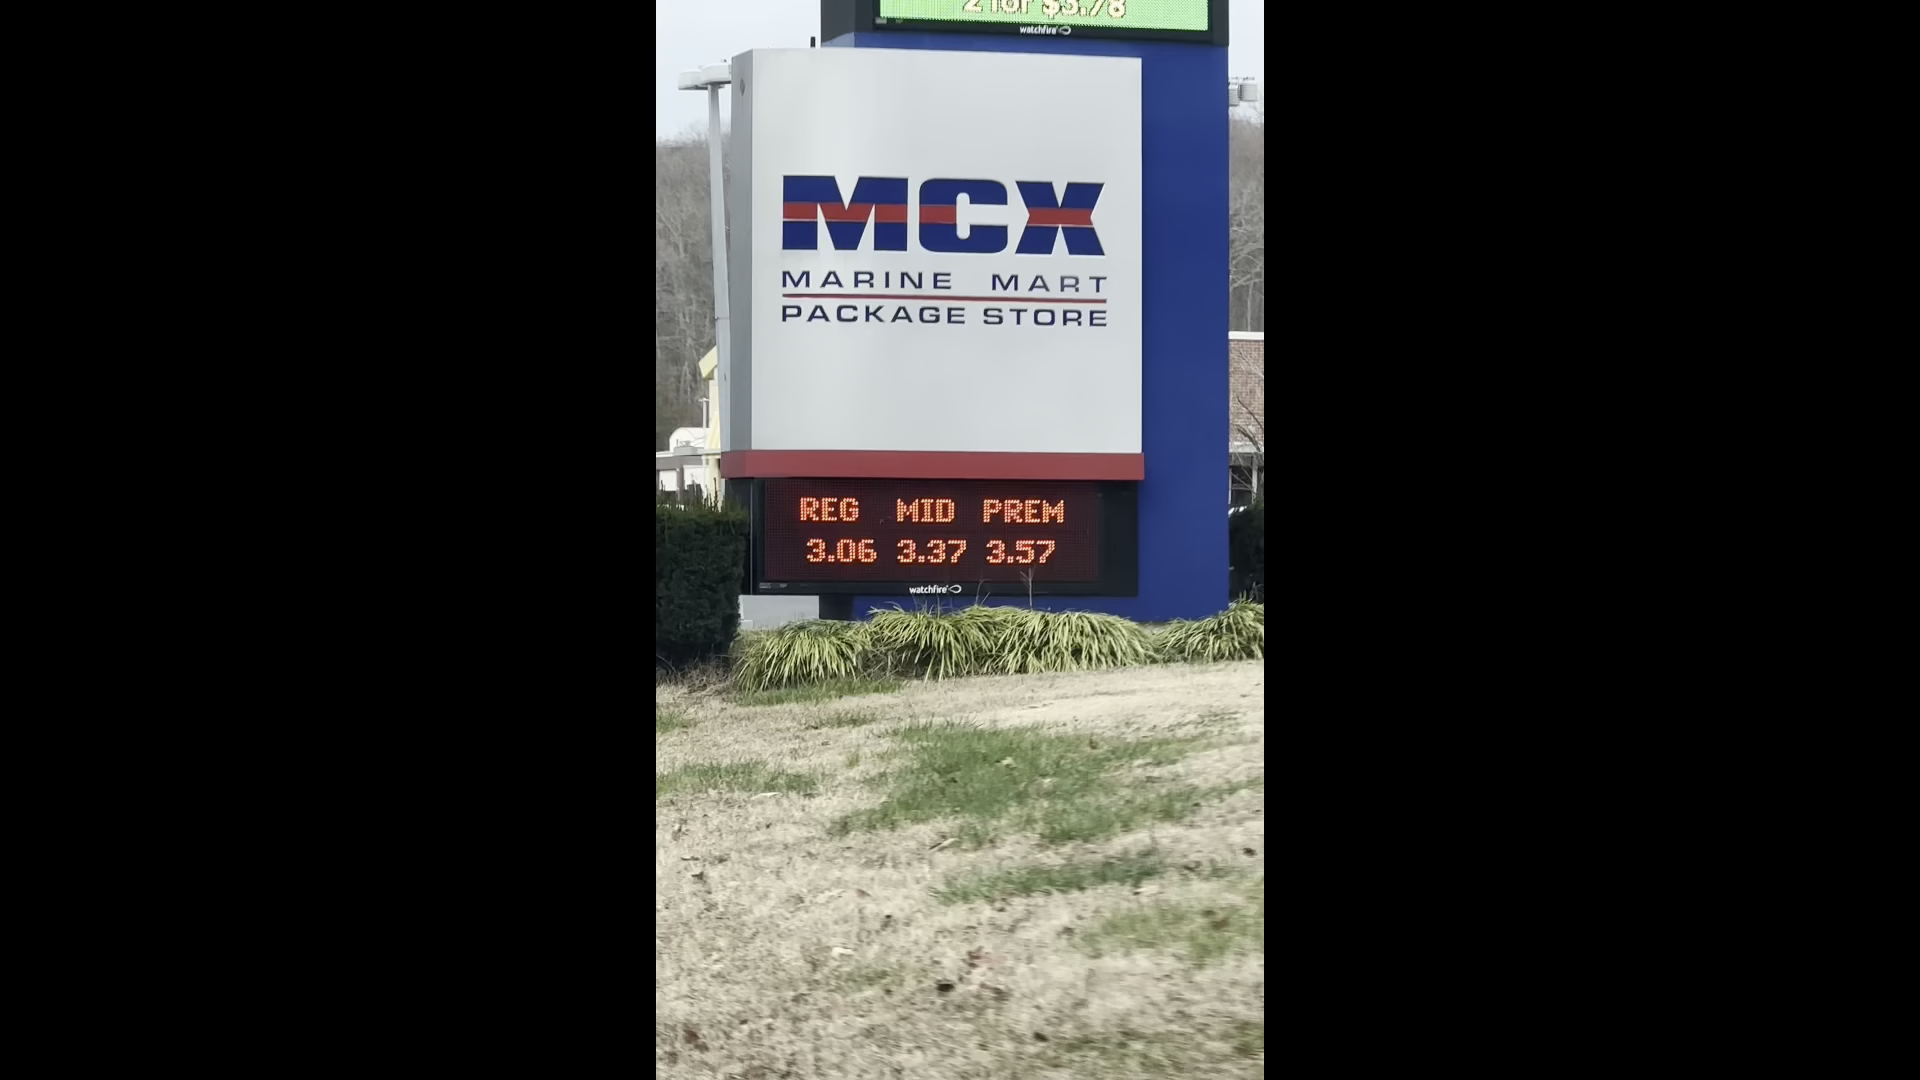 2 for $3.78
watchfire
MCX
MARINE MART
PACKAGE STORE
REG MID PREM
3.06 3.37 3.57
watchfire